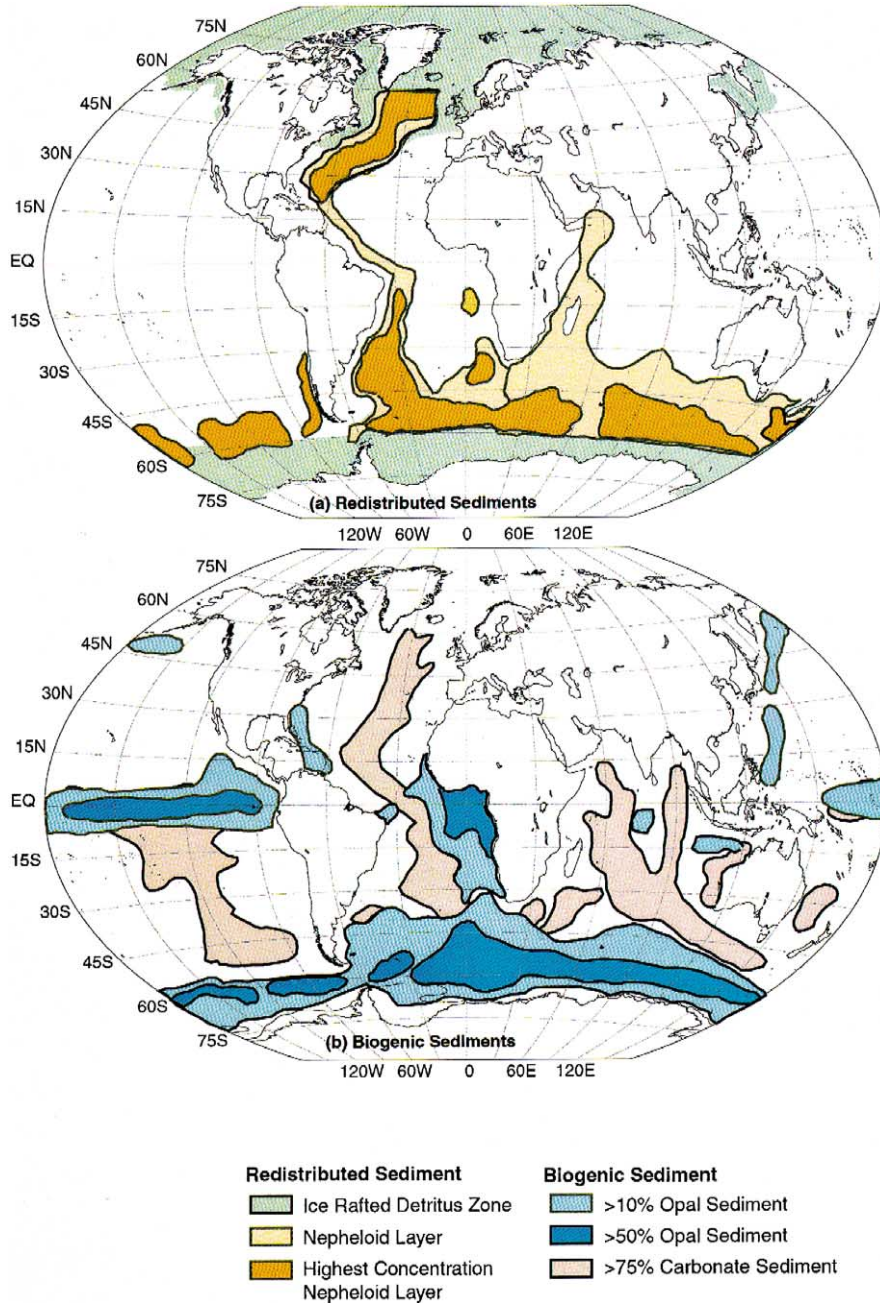 75N
60N
45N
30N
15N
EQ
15S
30S
45S
60S
75S
(a) Redistributed Sediments
120W 60W 0 60E 120E
75N
60N
45N
30N
15N
EQ
15S
30S
45S
60S
75S
(b) Biogenic Sediments
120W 60W 0 60E 120E
Redistributed Sediment
Ice Rafted Detritus Zone
Nepheloid Layer
Highest Concentration
Nepheloid Layer
Biogenic Sediment
>10% Opal Sediment
>50% Opal Sediment
>75% Carbonate Sediment